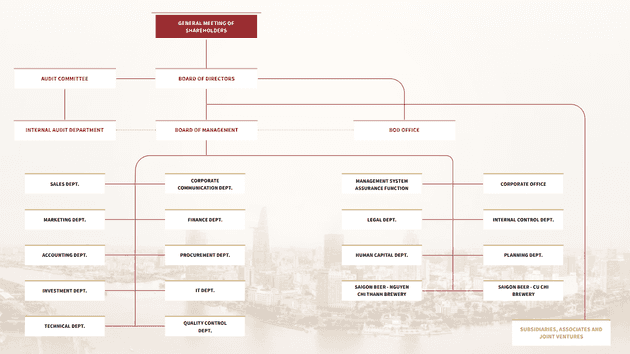 GENERAL MEETING OF
SHAREHOLDERS
AUDIT COMMITTEE
BOARD OF DIRECTORS
INTERNAL AUDIT DEPARTMENT
BOARD OF MANAGEMENT
BOD OFFICE
SALES DEPT.
CORPORATE
COMMUNICATION DEPT.
MANAGEMENT SYSTEM
ASSURANCE FUNCTION
CORPORATE OFFICE
MARKETING DEPT.
FINANCE DEPT.
LEGAL DEPT.
INTERNAL CONTROL DEPT.
ACCOUNTING DEPT.
PROCUREMENT DEPT.
HUMAN CAPITAL DEPT.
PLANNING DEPT.
INVESTMENT DEPT.
IT DEPT.
SAIGON BEER - NGUYEN
CHI THANH BREWERY
SAIGON BEER - CU CHI
BREWERY
TECHNICAL DEPT.
QUALITY CONTROL
DEPT.
SUBSIDIARIES, ASSOCIATES AND
JOINT VENTURES